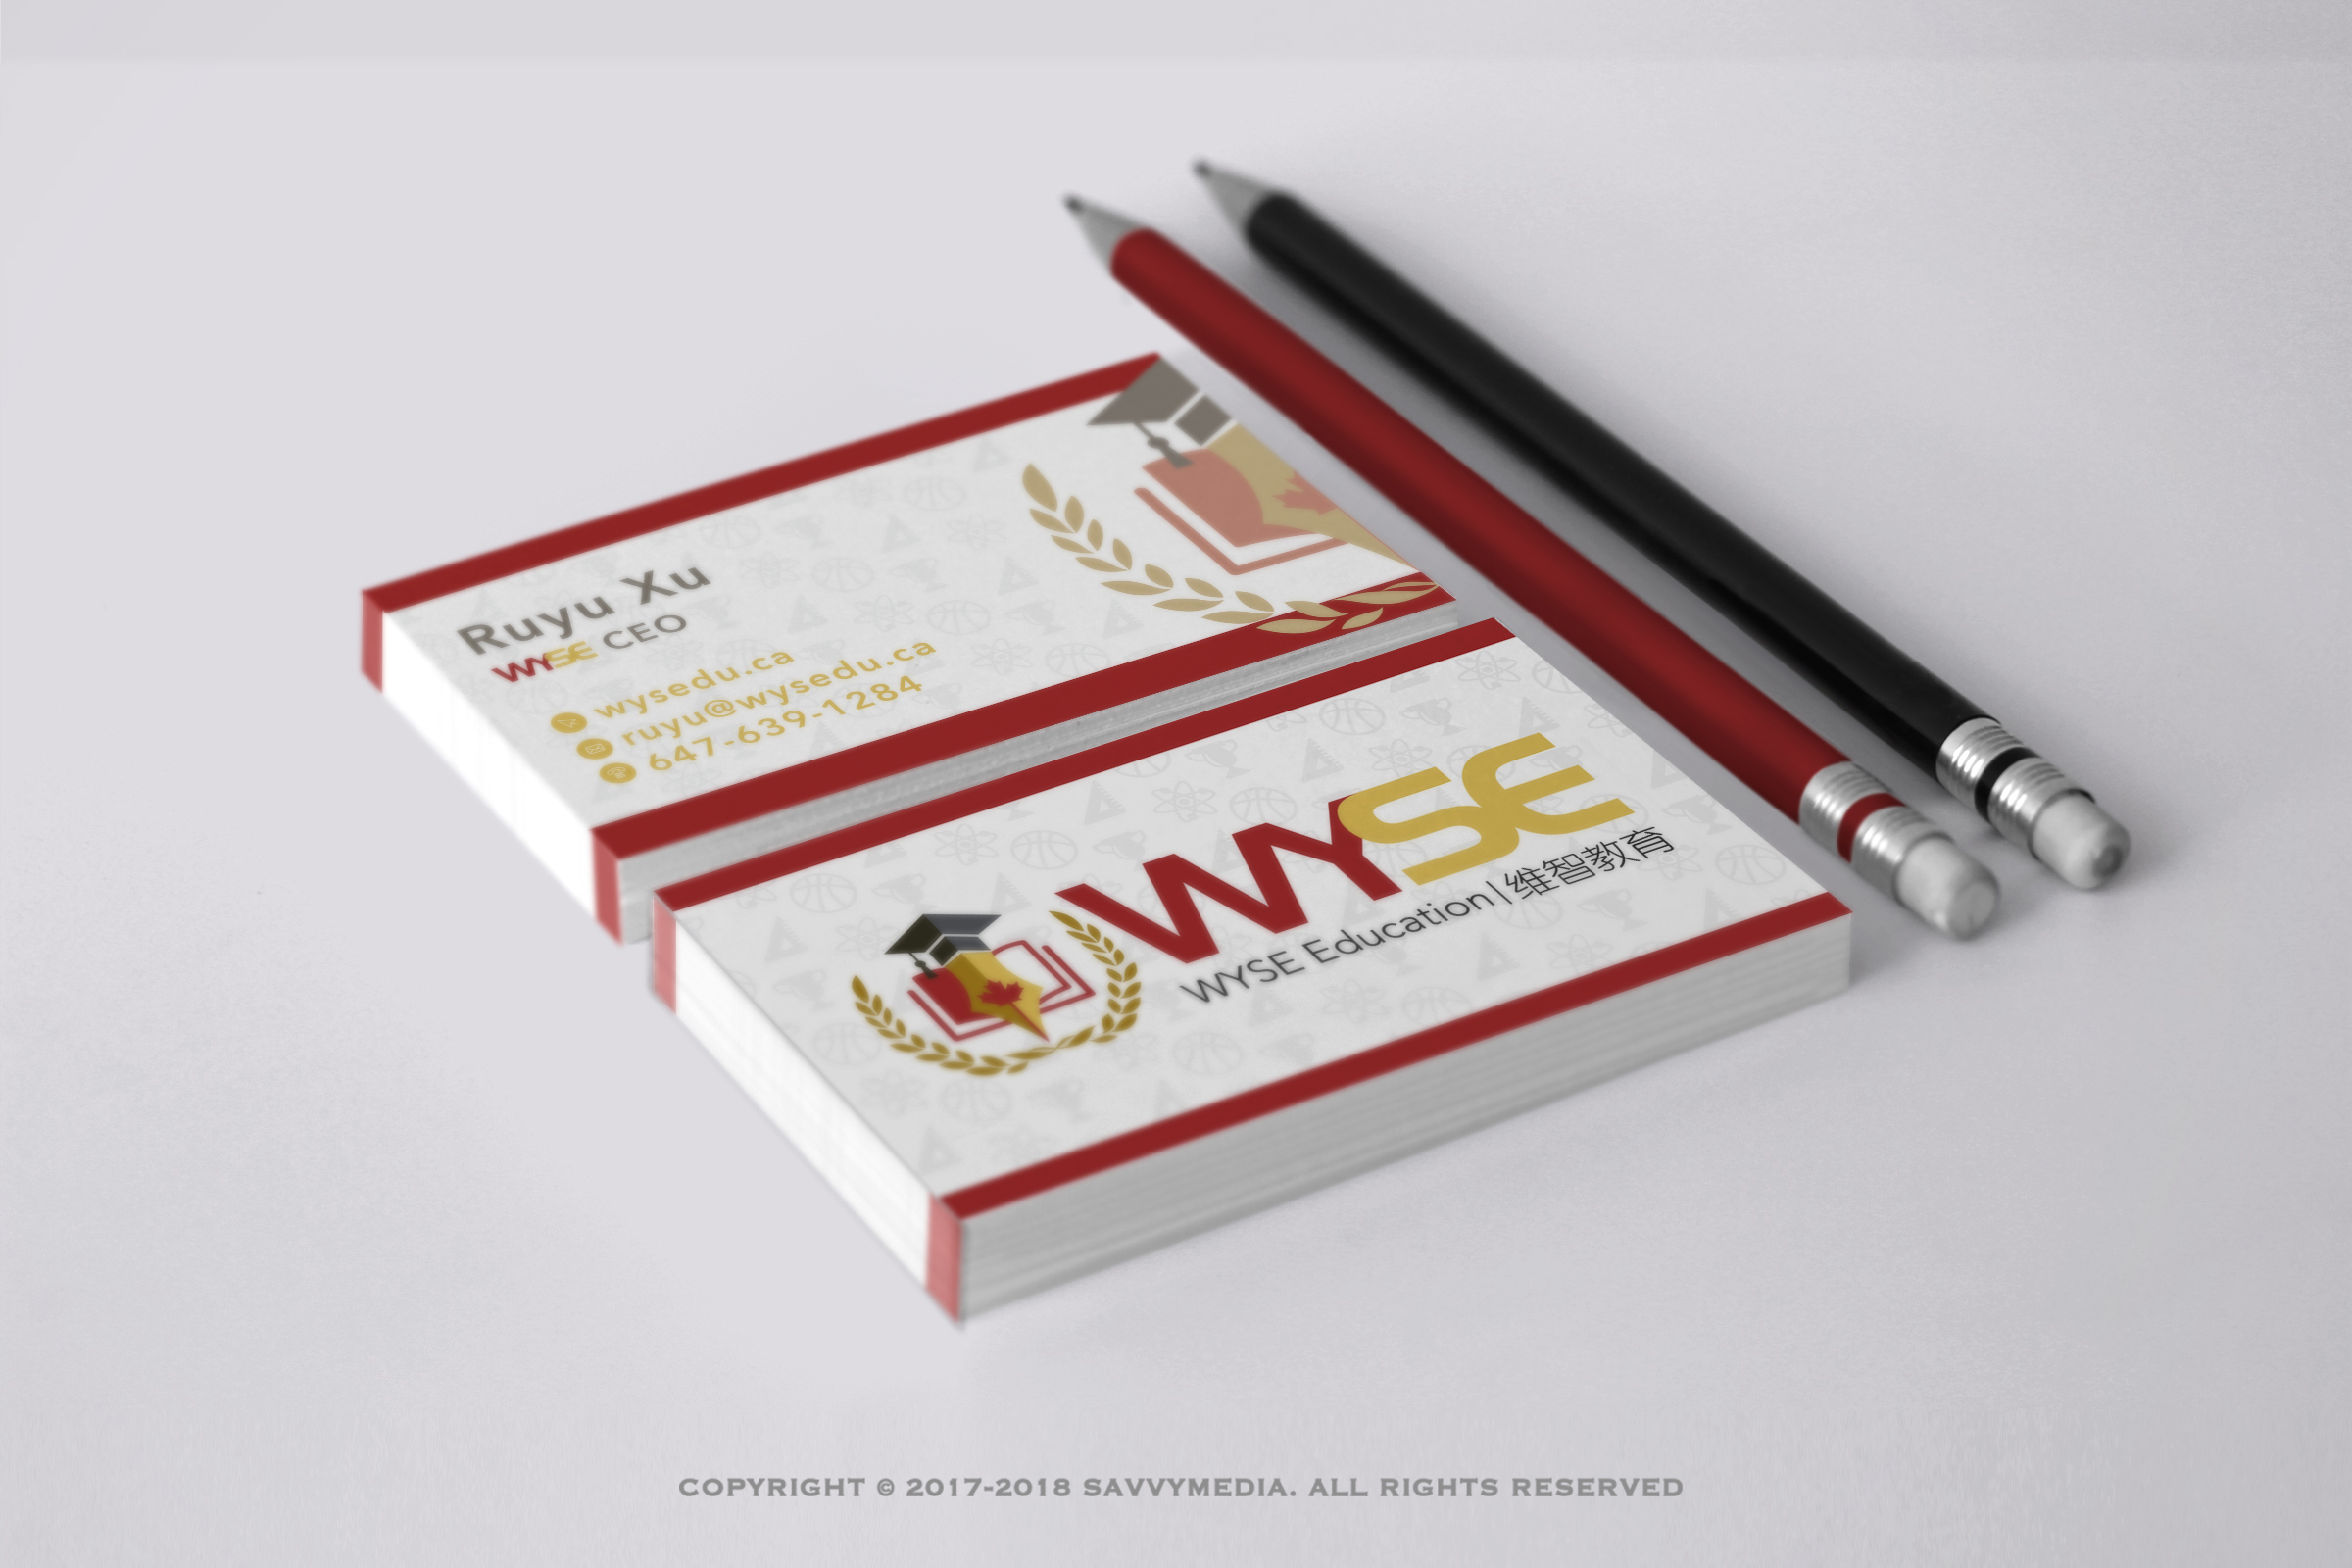 Ruyu Xu
WYSE CEO
wysedu.ca
ruyu@wysedu.ca
647-639-1284
WYSE
WYSE Education|维智教育
COPYRIGHT © 2017-2018 SAVVYMEDIA. ALL RIGHTS RESERVED